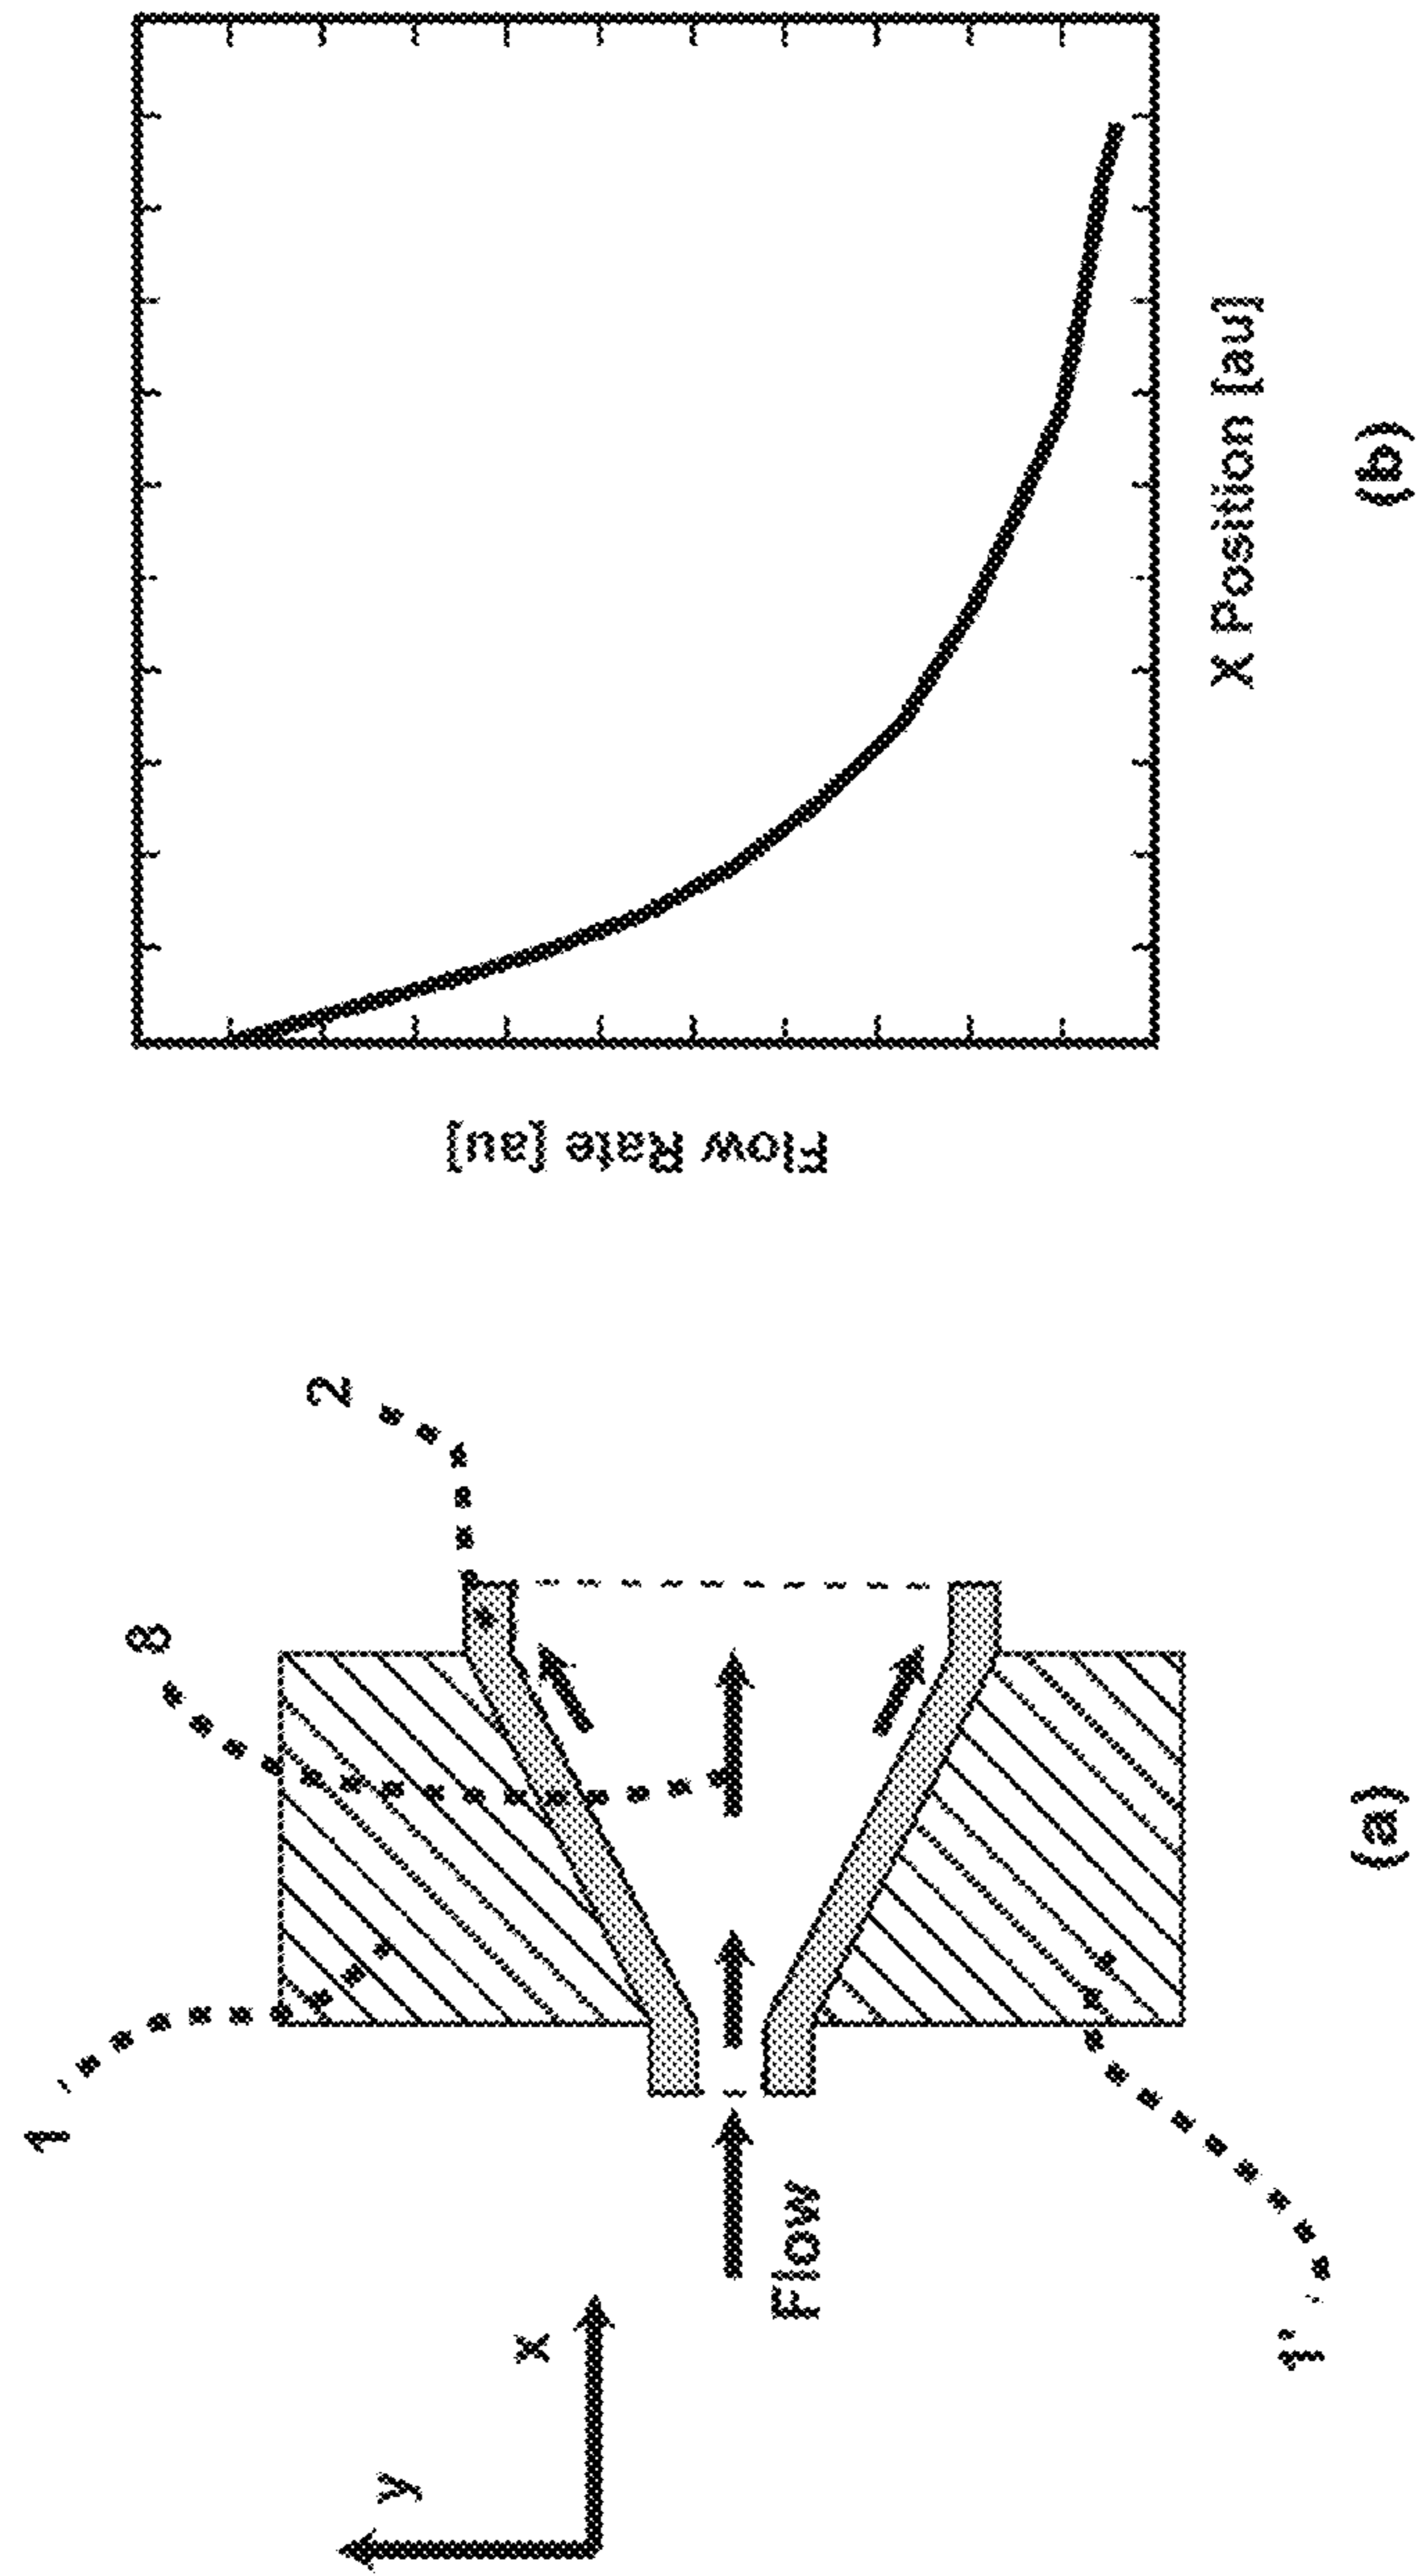 1
8
2
y
x
Flow
1'
(a)
Flow Rate [au]
X Position [au]
(b)